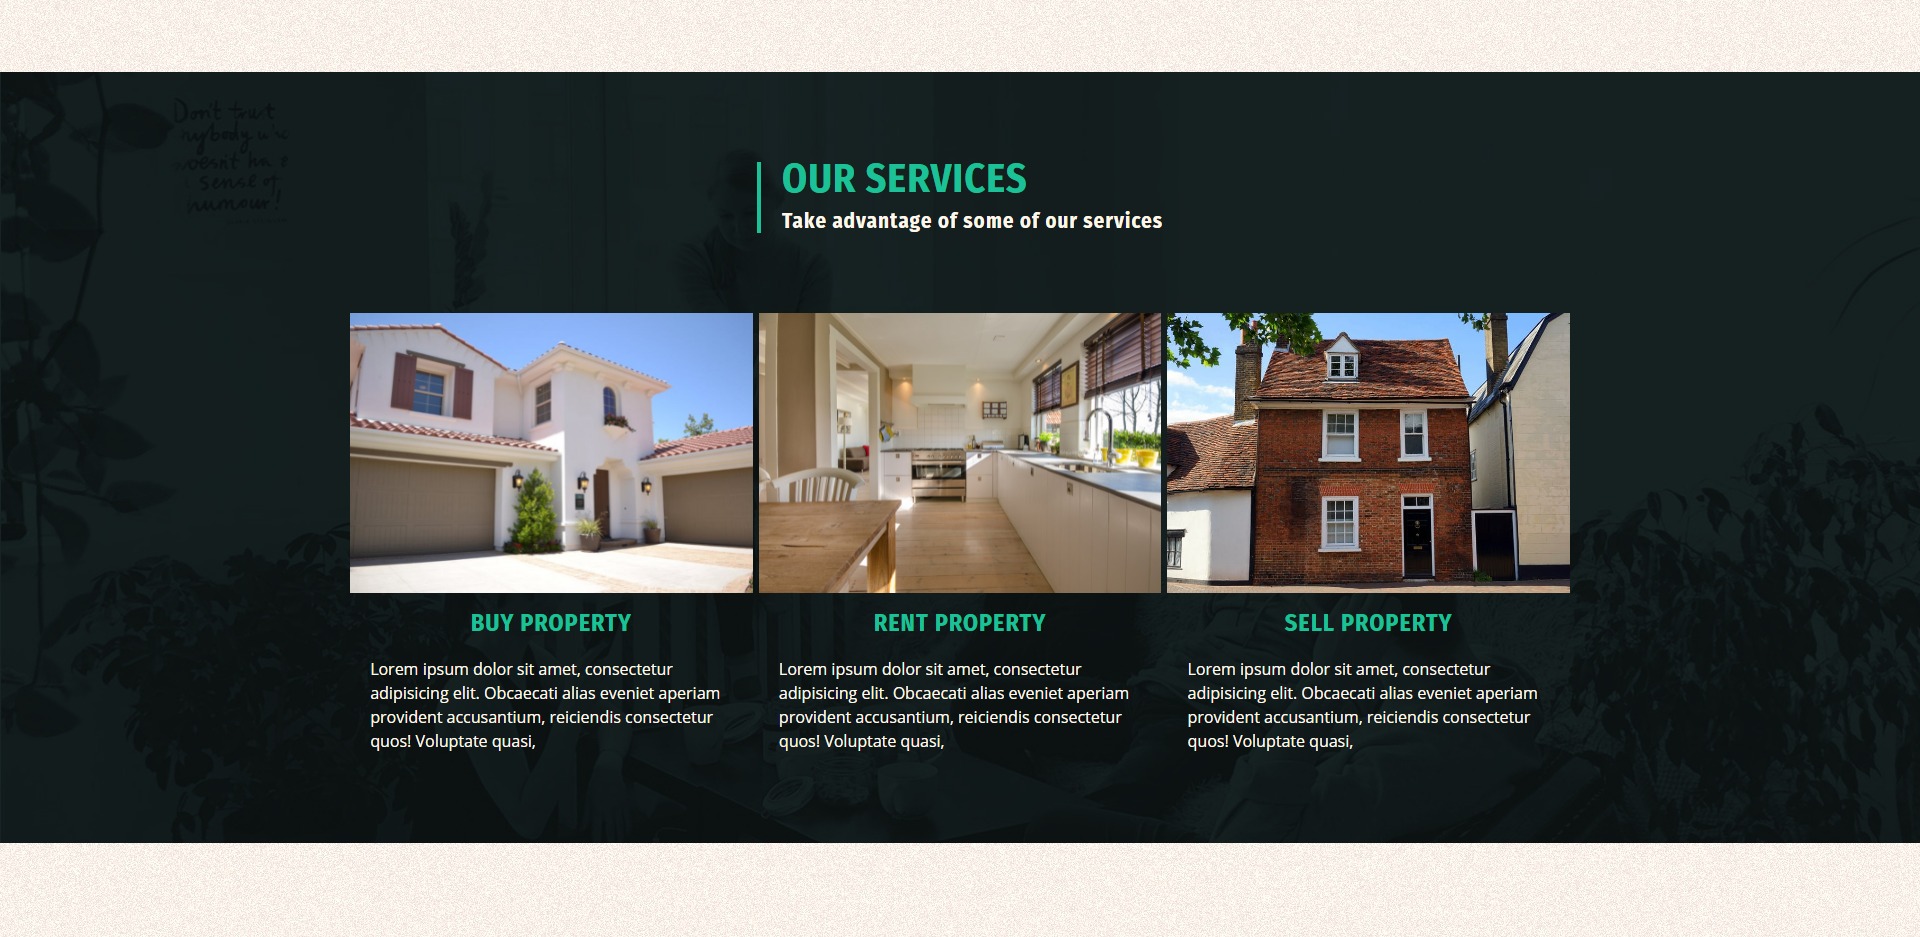 Don't trust
sense of
humour!
OUR SERVICES
Take advantage of some of our services
BUY PROPERTY
Lorem ipsum dolor sit amet, consectetur
adipisicing elit. Obcaecati alias eveniet aperiam
provident accusantium, reiciendis consectetur
quos! Voluptate quasi,
RENT PROPERTY
Lorem ipsum dolor sit amet, consectetur
adipisicing elit. Obcaecati alias eveniet aperiam
provident accusantium, reiciendis consectetur
quos! Voluptate quasi,
SELL PROPERTY
Lorem ipsum dolor sit amet, consectetur
adipisicing elit. Obcaecati alias eveniet aperiam
provident accusantium, reiciendis consectetur
quos! Voluptate quasi,